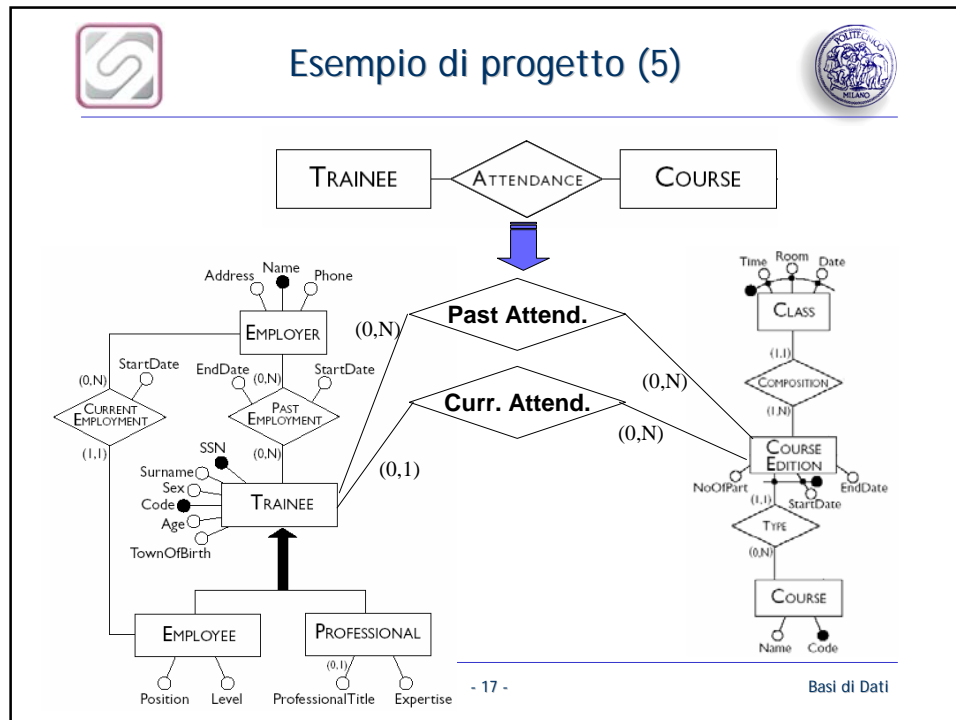 Esempio di progetto (5)
POLITECNICO
MILANO
TRAINEE
ATTENDANCE
COURSE
Address
Name
Phone
EMPLOYER
(0,N)
StartDate
CURRENT
EMPLOYMENT
(1,1)
EndDate
(0,N)
StartDate
PAST
EMPLOYMENT
(0,N)
SSN
Surname
Sex
Code
Age
TownOfBirth
TRAINEE
EMPLOYEE
Position
Level
PROFESSIONAL
(0,1)
ProfessionalTitle
Expertise
(0,N)
Past Attend.
(0,N)
(0,1)
Curr. Attend.
(0,N)
Time
Room
Date
CLASS
(1,1)
COMPOSITION
(1,N)
COURSE
EDITION
NoOfPart
StartDate
EndDate
(1,1)
TYPE
(0,N)
COURSE
Name
Code
- 17 -
Basi di Dati